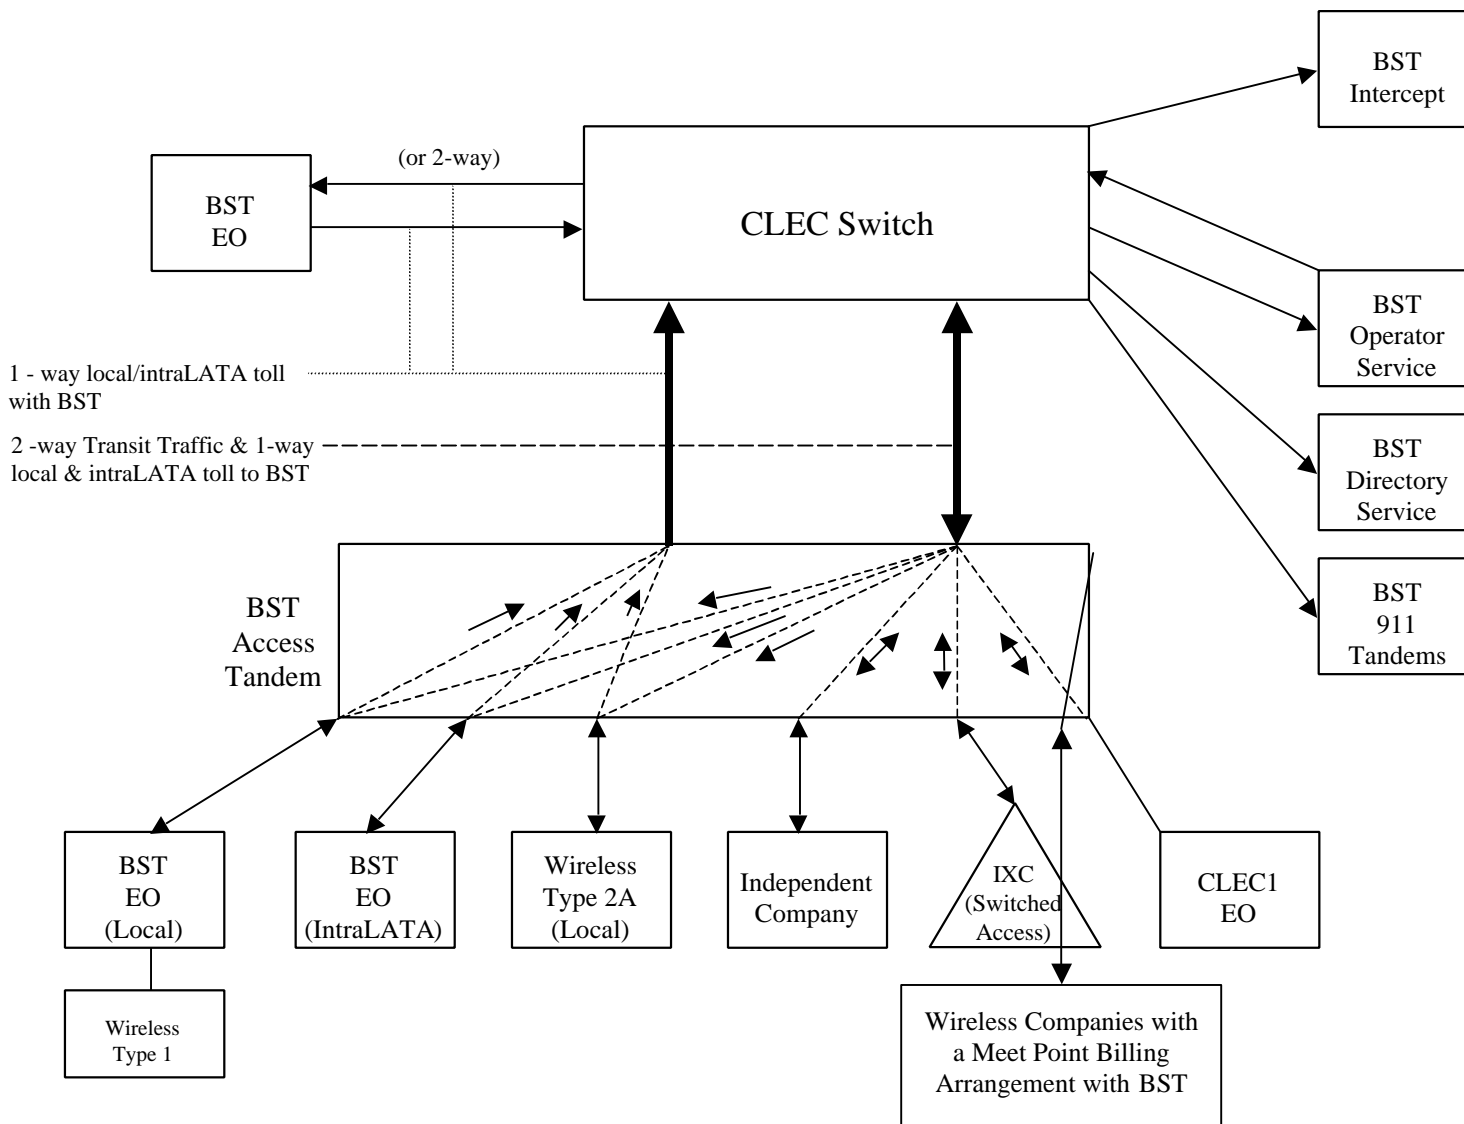 BST
Intercept
(or 2-way)
BST
EO
CLEC Switch
BST
Operator
Service
1 - way local/intraLATA toll
with BST
2 -way Transit Traffic & 1-way
local & intraLATA toll to BST
BST
Directory
Service
BST
911
Tandems
BST
Access
Tandem
BST
EO
(Local)
BST
EO
(IntraLATA)
Wireless
Type 2A
(Local)
Independent
Company
IXC
(Switched
Access)
CLEC1
EO
Wireless
Type 1
Wireless Companies with
a Meet Point Billing
Arrangement with BST